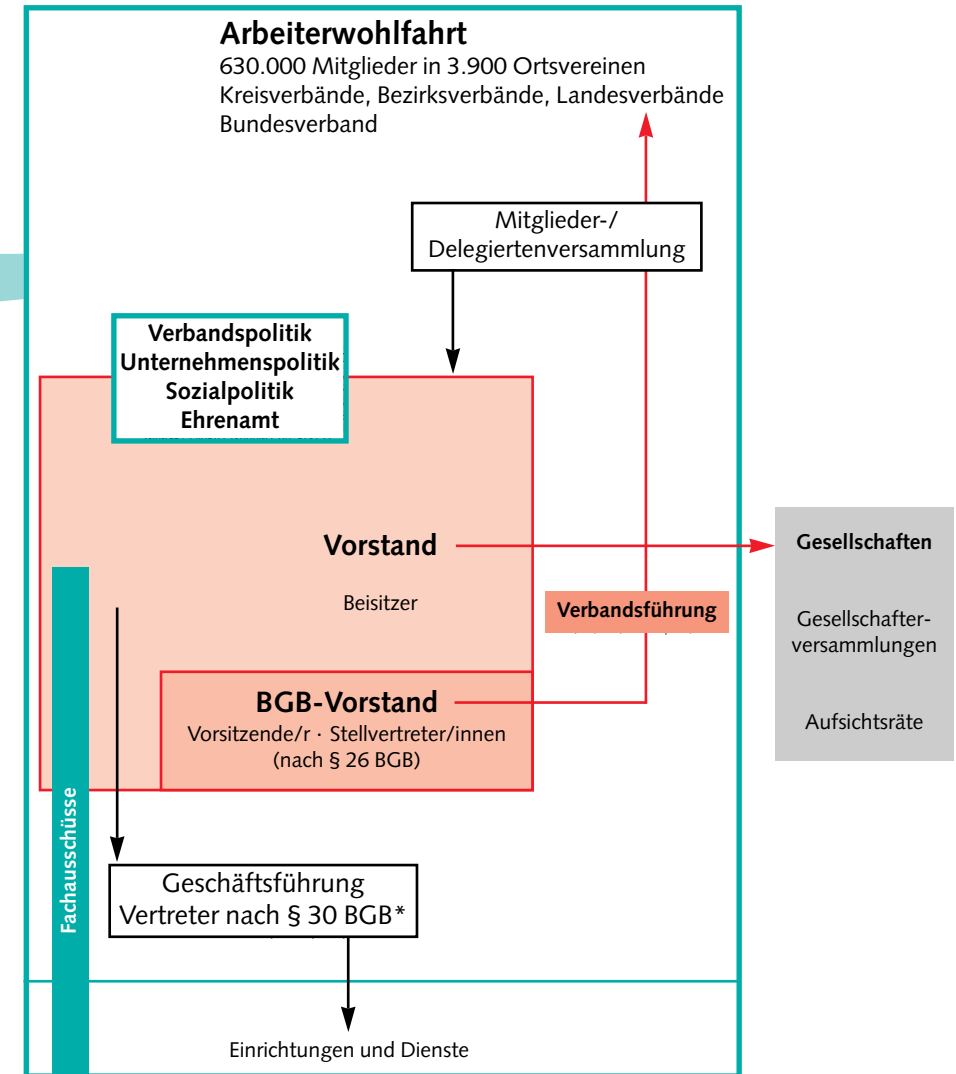 Arbeiterwohlfahrt
630.000 Mitglieder in 3.900 Ortsvereinen
Kreisverbände, Bezirksverbände, Landesverbände
Bundesverband
Mitglieder-/
Delegiertenversammlung
Verbandspolitik
Unternehmenspolitik
Sozialpolitik
Ehrenamt
Vorstand
Beisitzer
Verbandsführung
Gesellschaften
Gesellschafter-
versammlungen
Aufsichtsräte
BGB-Vorstand
Vorsitzende/r · Stellvertreter/innen
(nach § 26 BGB)
Fachausschüsse
Geschäftsführung
Vertreter nach § 30 BGB*
Einrichtungen und Dienste